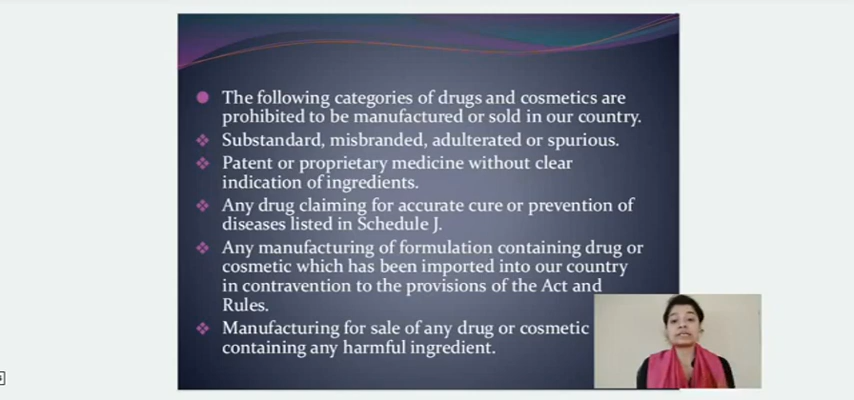 The following categories of drugs and cosmetics are
prohibited to be manufactured or sold in our country.
Substandard, misbranded, adulterated or spurious.
Patent or proprietary medicine without clear
indication of ingredients.
Any drug claiming for accurate cure or prevention of
diseases listed in Schedule J.
Any manufacturing of formulation containing drug or
cosmetic which has been imported into our country
in contravention to the provisions of the Act and
Rules.
Manufacturing for sale of any drug or cosmetic
containing any harmful ingredient.